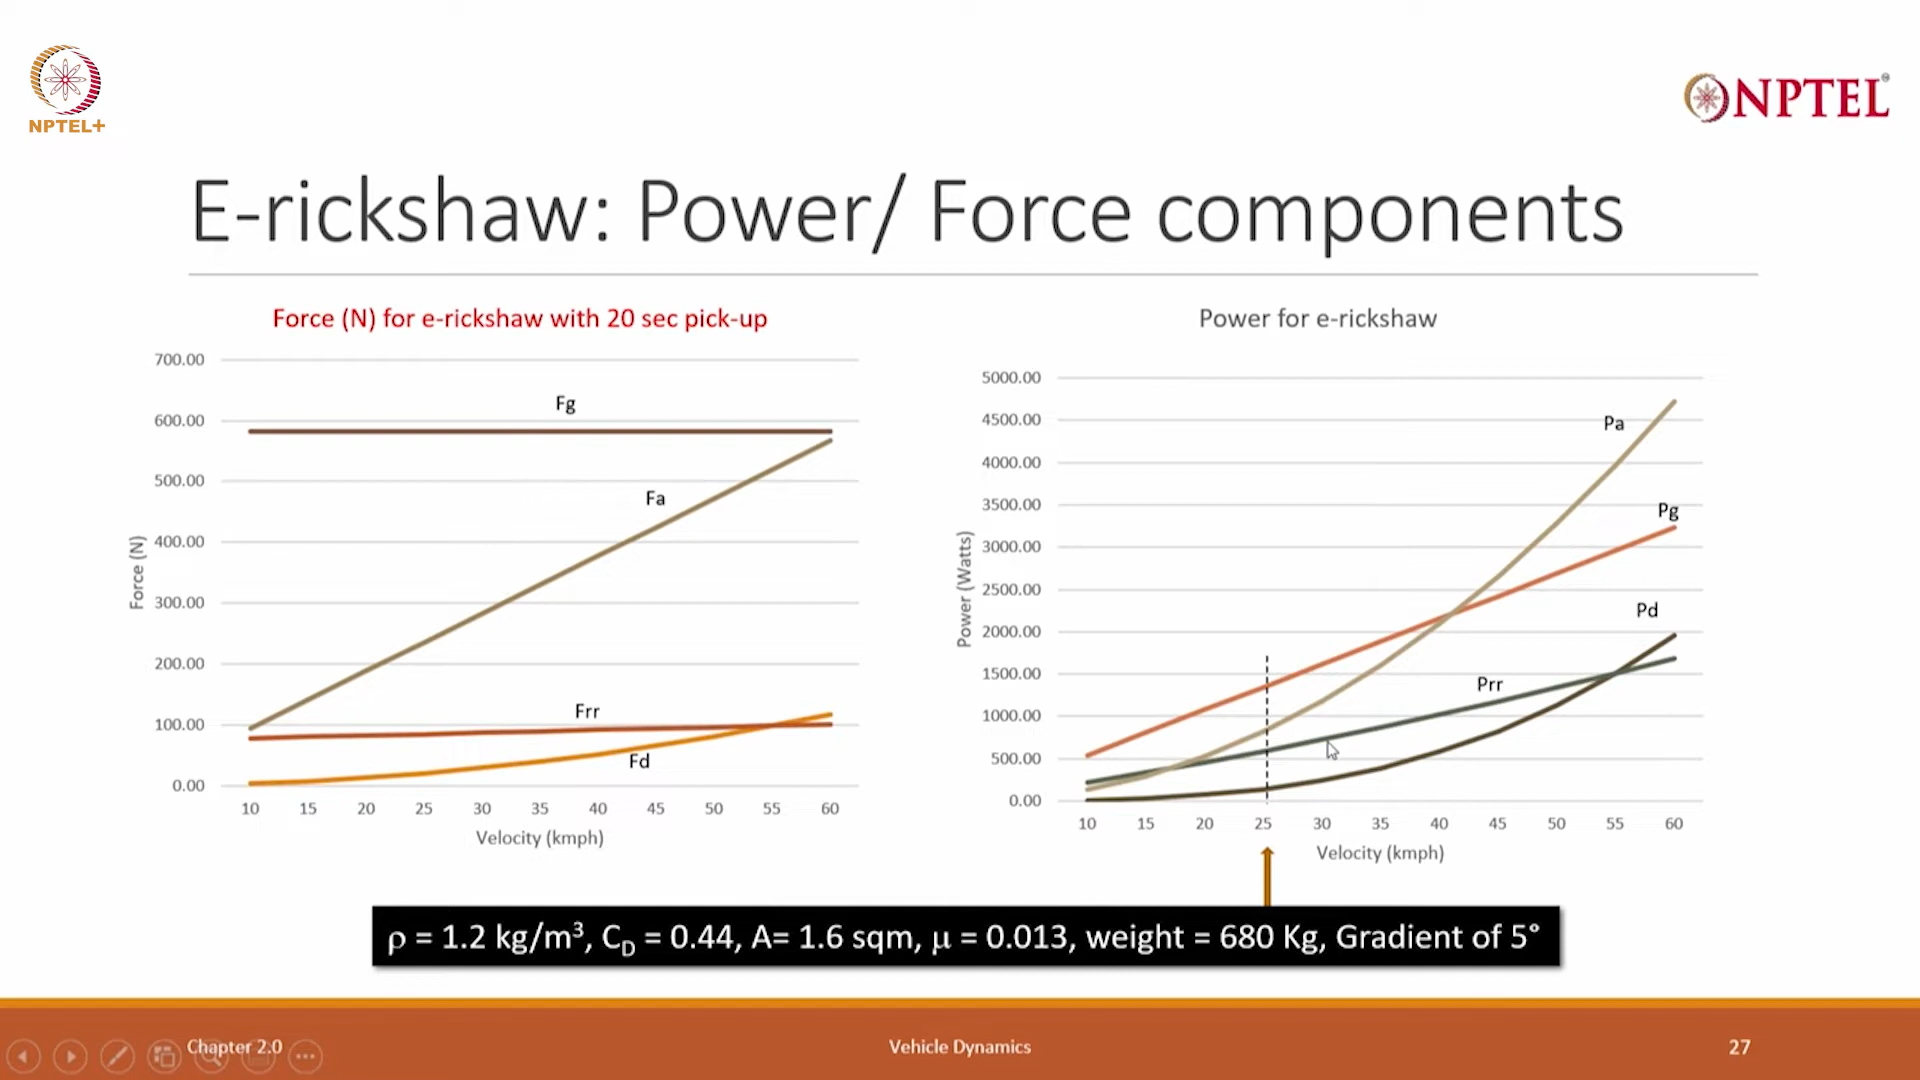 NPTEL+
NPTEL
E-rickshaw: Power/ Force components
Force (N) for e-rickshaw with 20 sec pick-up
700.00
600.00
500.00
400.00
300.00
200.00
100.00
0.00
Force (N)
Fg
Fa
Frr
Fd
10 15 20 25 30 35 40 45 50 55 60
Velocity (kmph)
Power for e-rickshaw
5000.00
4500.00
4000.00
3500.00
3000.00
2500.00
2000.00
1500.00
1000.00
500.00
0.00
Power (Watts)
Pa
Pg
Pd
Prr
10 15 20 25 30 35 40 45 50 55 60
Velocity (kmph)
ρ = 1.2 kg/m³, C_D = 0.44, A= 1.6 sqm, μ = 0.013, weight = 680 Kg, Gradient of 5°
Chapter 2.0
Vehicle Dynamics
27